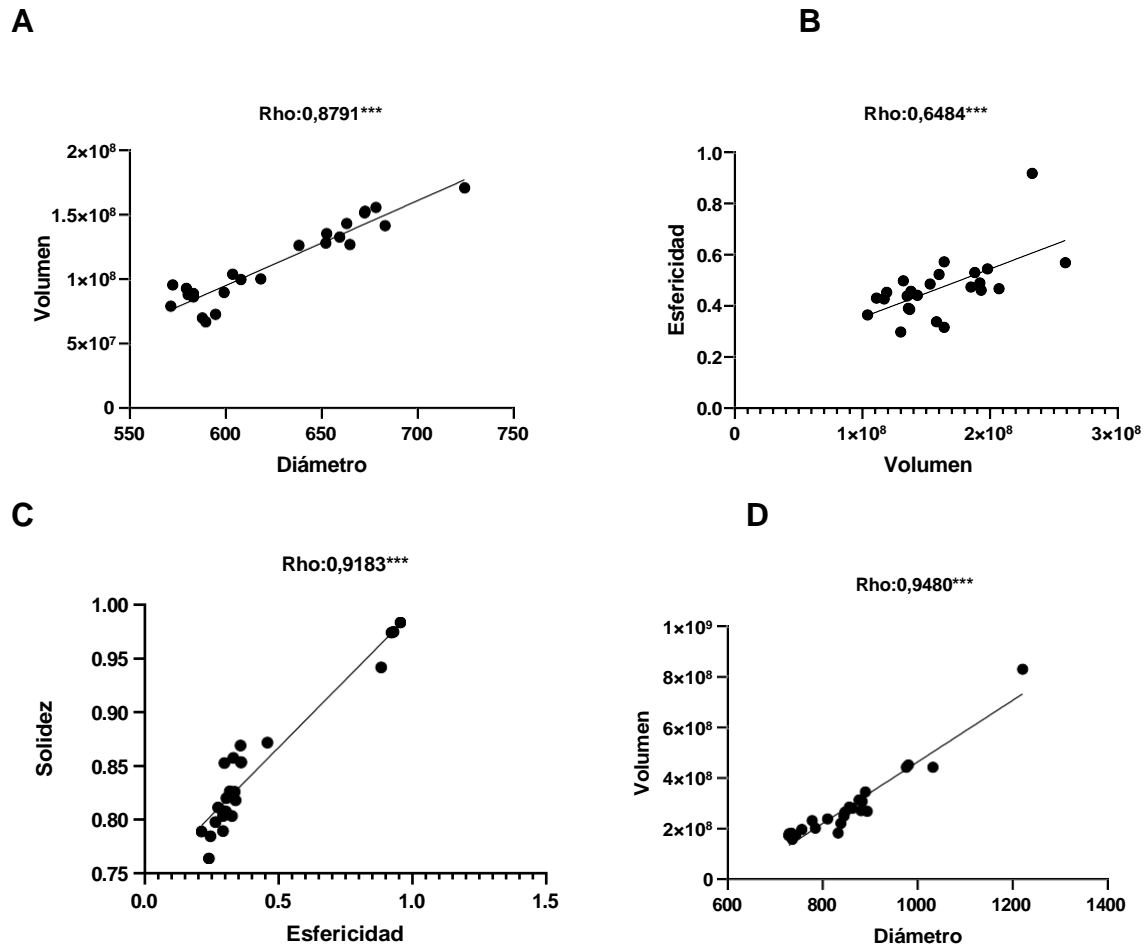 A
Rho:0,8791***
2×10⁸
1.5×10⁸
1×10⁸
5×10⁷
0
Volumen
550 600 650 700 750
Diámetro
B
Rho:0,6484***
1.0
0.8
0.6
0.4
0.2
0.0
Esfericidad
0 1×10⁸ 2×10⁸ 3×10⁸
Volumen
C
Rho:0,9183***
1.00
0.95
0.90
0.85
0.80
0.75
Solidez
0.0 0.5 1.0 1.5
Esfericidad
D
Rho:0,9480***
1×10⁹
8×10⁸
6×10⁸
4×10⁸
2×10⁸
0
Volumen
600 800 1000 1200 1400
Diámetro